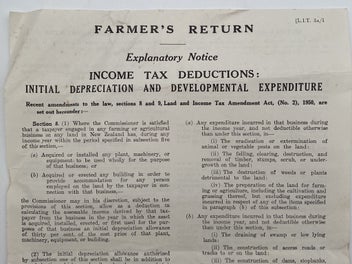 [L.I.T. 3a/1
FARMER'S RETURN
Explanatory Notice
INCOME TAX DEDUCTIONS:
INITIAL DEPRECIATION AND DEVELOPMENTAL EXPENDITURE
Recent amendments to the law, sections 8 and 9, Land and Income Tax Amendment Act, (No. 2), 1950, are
set out hereunder:—
Section 8. (1) Where the Commissioner is satisfied
that a taxpayer engaged in any farming or agricultural
business on any land in New Zealand has, during any
income year within the period specified in subsection five
of this section,—
(a) Acquired or installed any plant, machinery, or
equipment to be used wholly for the purpose
of that business; or
(b) Acquired or erected any building in order to
provide accommodation for any persons
employed on the land by the taxpayer in con-
nection with that business,—
the Commissioner may in his discretion, subject to the
provisions of this section, allow as a deduction in
calculating the assessable income derived by that tax-
payer from the business in the year in which the asset
is acquired, installed, erected, or first used for the
purposes of that business an initial depreciation allowance
of thirty per cent. of the cost price of that plant,
machinery, equipment, or building.
(2) The initial depreciation allowance authorised
by subsection one of this section shall be in addition to
(a) Any expenditure incurred in that business during
the income year, and not deductible otherwise
than under this section, in—
(i) The eradication or extermination of
animal or vegetable pests on the land:
(ii) The felling, clearing, destruction, and
removal of timber, stumps, scrub, or under-
growth on the land:
(iii) The destruction of weeds or plants
detrimental to the land:
(iv) The preparation of the land for farm-
ing or agriculture, including the cultivation and
grassing thereof, but excluding expenditure
incurred in respect of any of the items specified
in paragraph (b) of this subsection:
(b) Any expenditure incurred in that business during
the income year, and not deductible otherwise
than under this section, in—
(i) The draining of swamp or low lying
lands:
(ii) The construction of access roads or
tracks to or on the land:
(iii) The construction of dams, stopbanks,